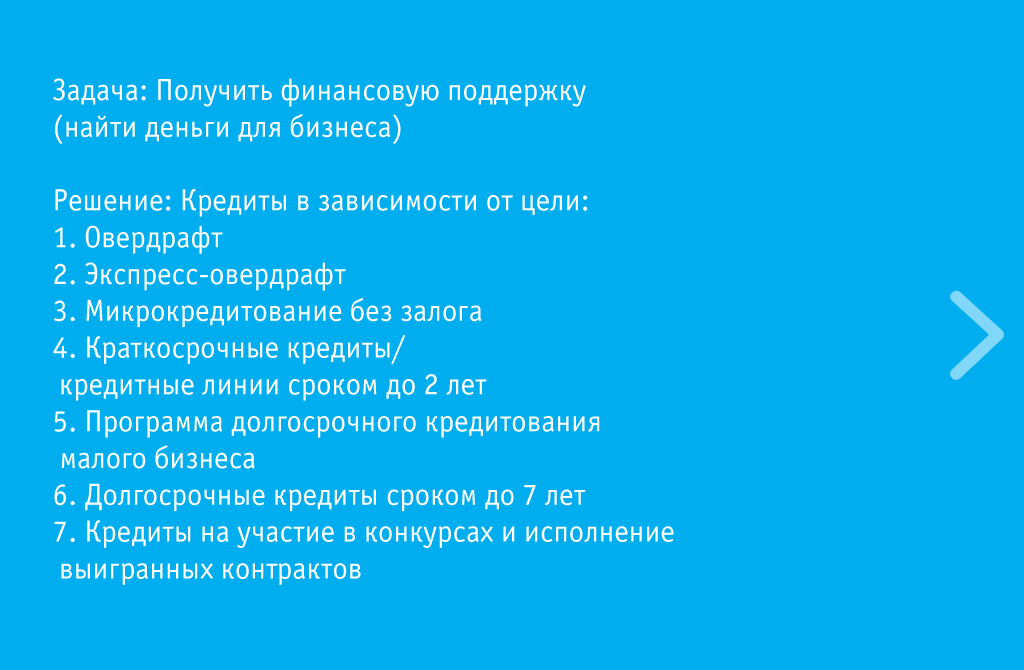 Задача: Получить финансовую поддержку
(найти деньги для бизнеса)
Решение: Кредиты в зависимости от цели:
1. Овердрафт
2. Экспресс-овердрафт
3. Микрокредитование без залога
4. Краткосрочные кредиты/
кредитные линии сроком до 2 лет
5. Программа долгосрочного кредитования
малого бизнеса
6. Долгосрочные кредиты сроком до 7 лет
7. Кредиты на участие в конкурсах и исполнение
выигранных контрактов